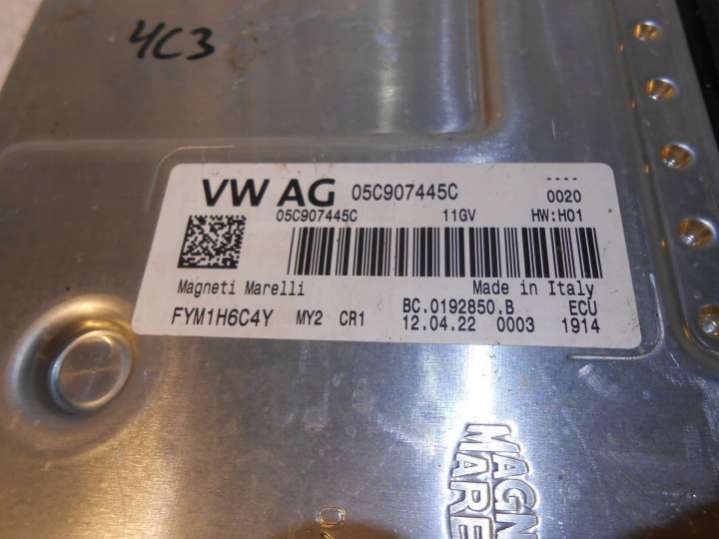 4C3
VW AG 05C907445C 0020
05C907445C 11GV HW:H01
Magneti Marelli Made in Italy
FYM1H6C4Y MY2 CR1 BC.0192850.B ECU
12.04.22 0003 1914
MAGN
MARE